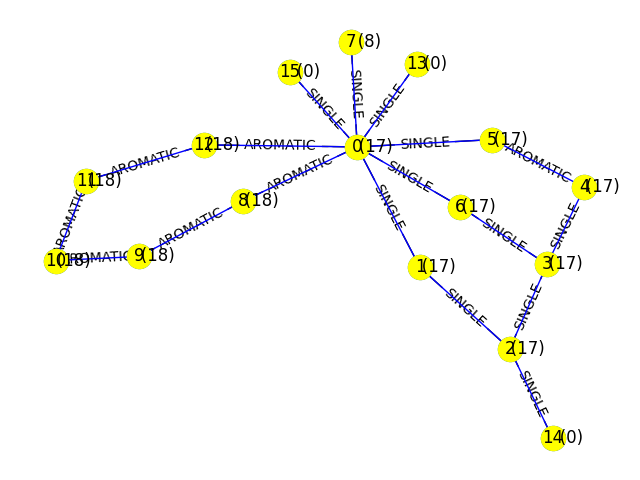 7 (8)
15 (0)
13 (0)
SINGLE
SINGLE
SINGLE
12 (18)
AROMATIC
0 (17)
SINGLE
5 (17)
AROMATIC
11 (18)
AROMATIC
AROMATIC
SINGLE
4 (17)
8 (18)
SINGLE
6 (17)
SINGLE
SINGLE
AROMATIC
AROMATIC
10 (18)
AROMATIC
9 (18)
1 (17)
3 (17)
SINGLE
SINGLE
2 (17)
SINGLE
14 (0)